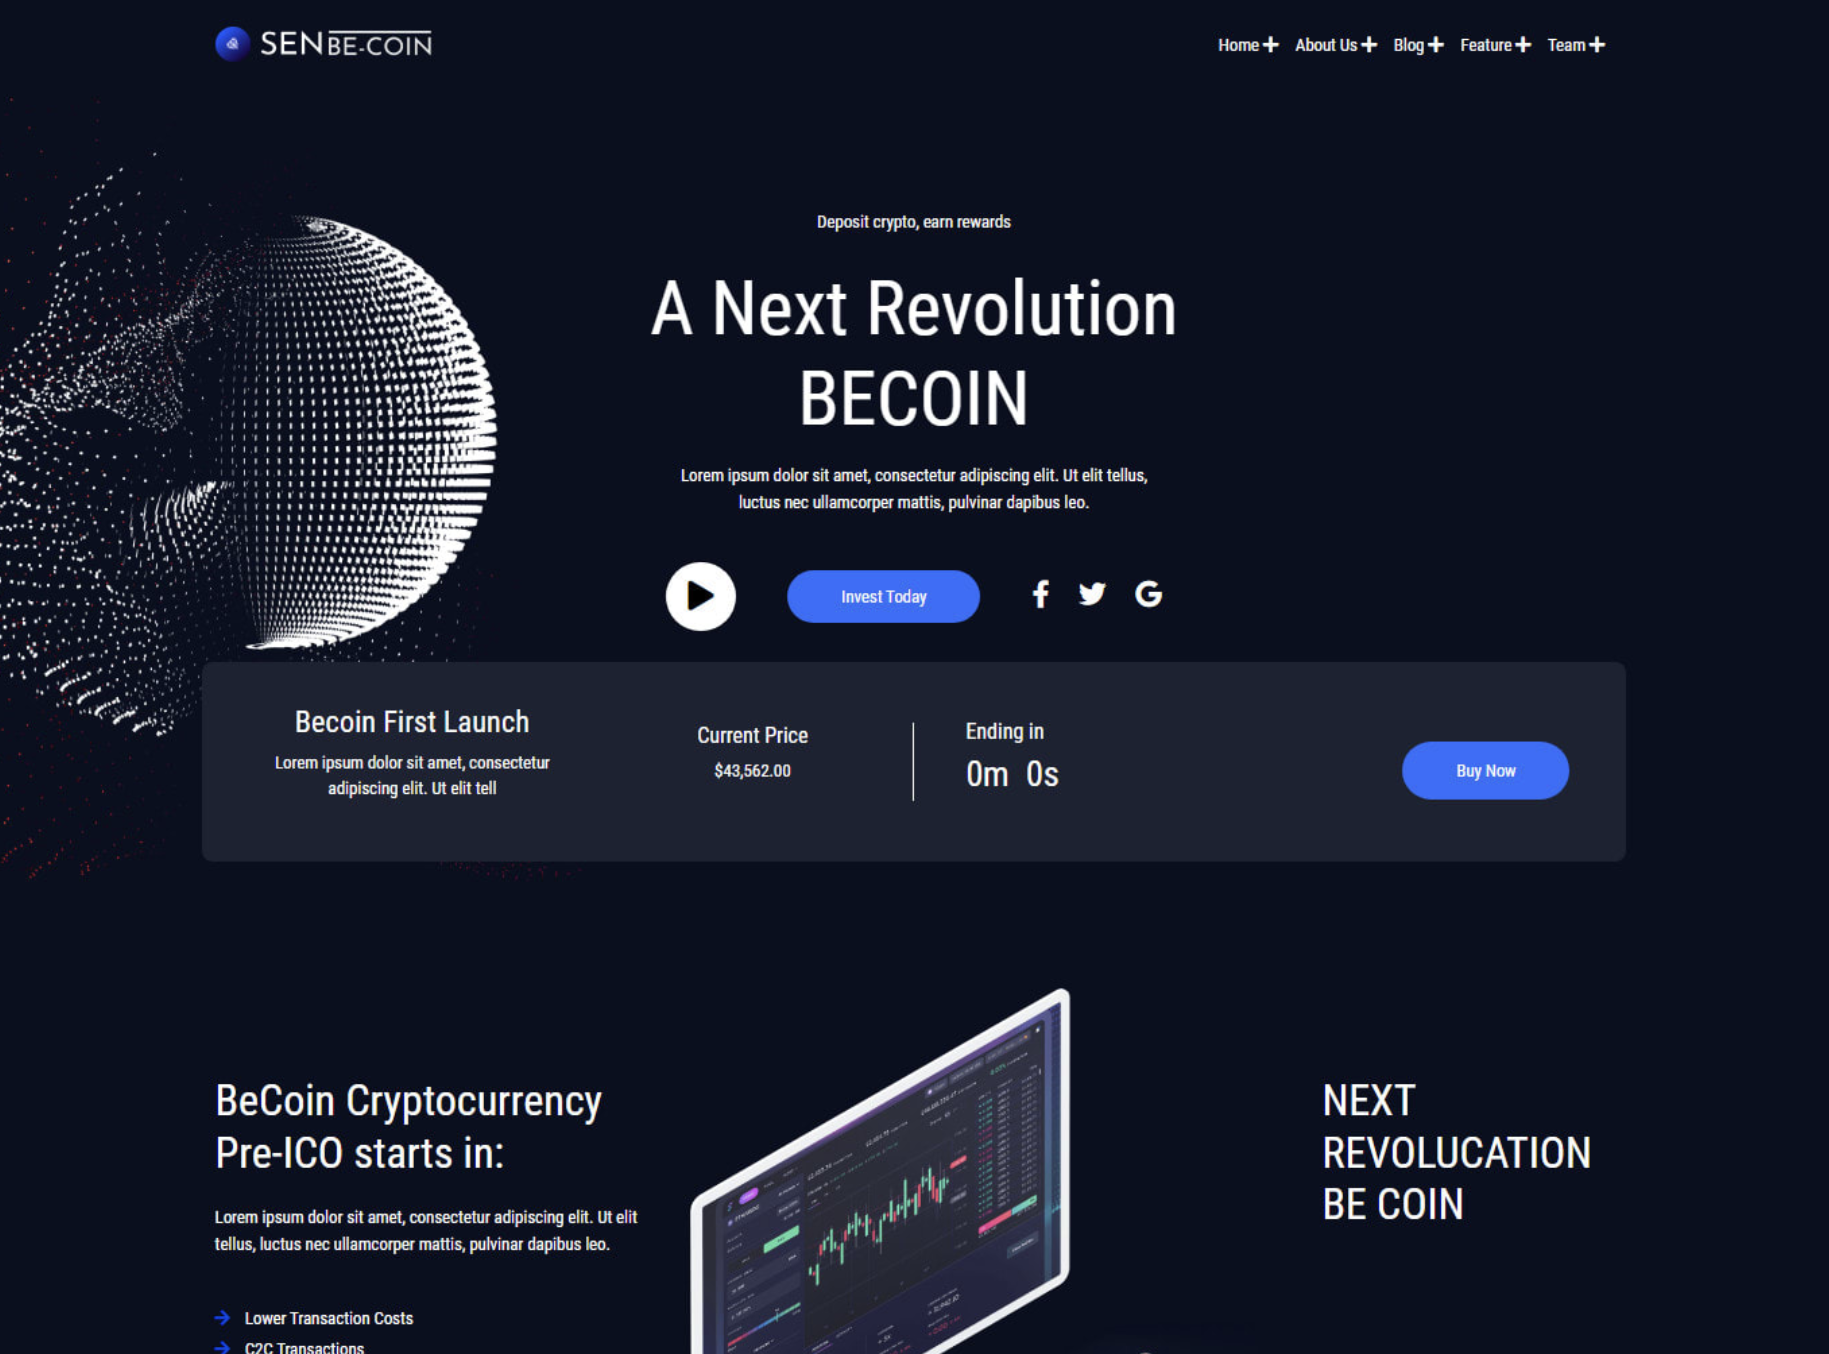 SENBE-COIN
Home About Us Blog Feature Team
Deposit crypto, earn rewards
A Next Revolution
BECOIN
Lorem ipsum dolor sit amet, consectetur adipiscing elit. Ut elit tellus,
luctus nec ullamcorper mattis, pulvinar dapibus leo.
Invest Today
Becoin First Launch
Lorem ipsum dolor sit amet, consectetur
adipiscing elit. Ut elit tell
Current Price
$43,562.00
Ending in
0m 0s
Buy Now
BeCoin Cryptocurrency
Pre-ICO starts in:
Lorem ipsum dolor sit amet, consectetur adipiscing elit. Ut elit
tellus, luctus nec ullamcorper mattis, pulvinar dapibus leo.
Lower Transaction Costs
C2C Transactions
NEXT
REVOLUCATION
BE COIN